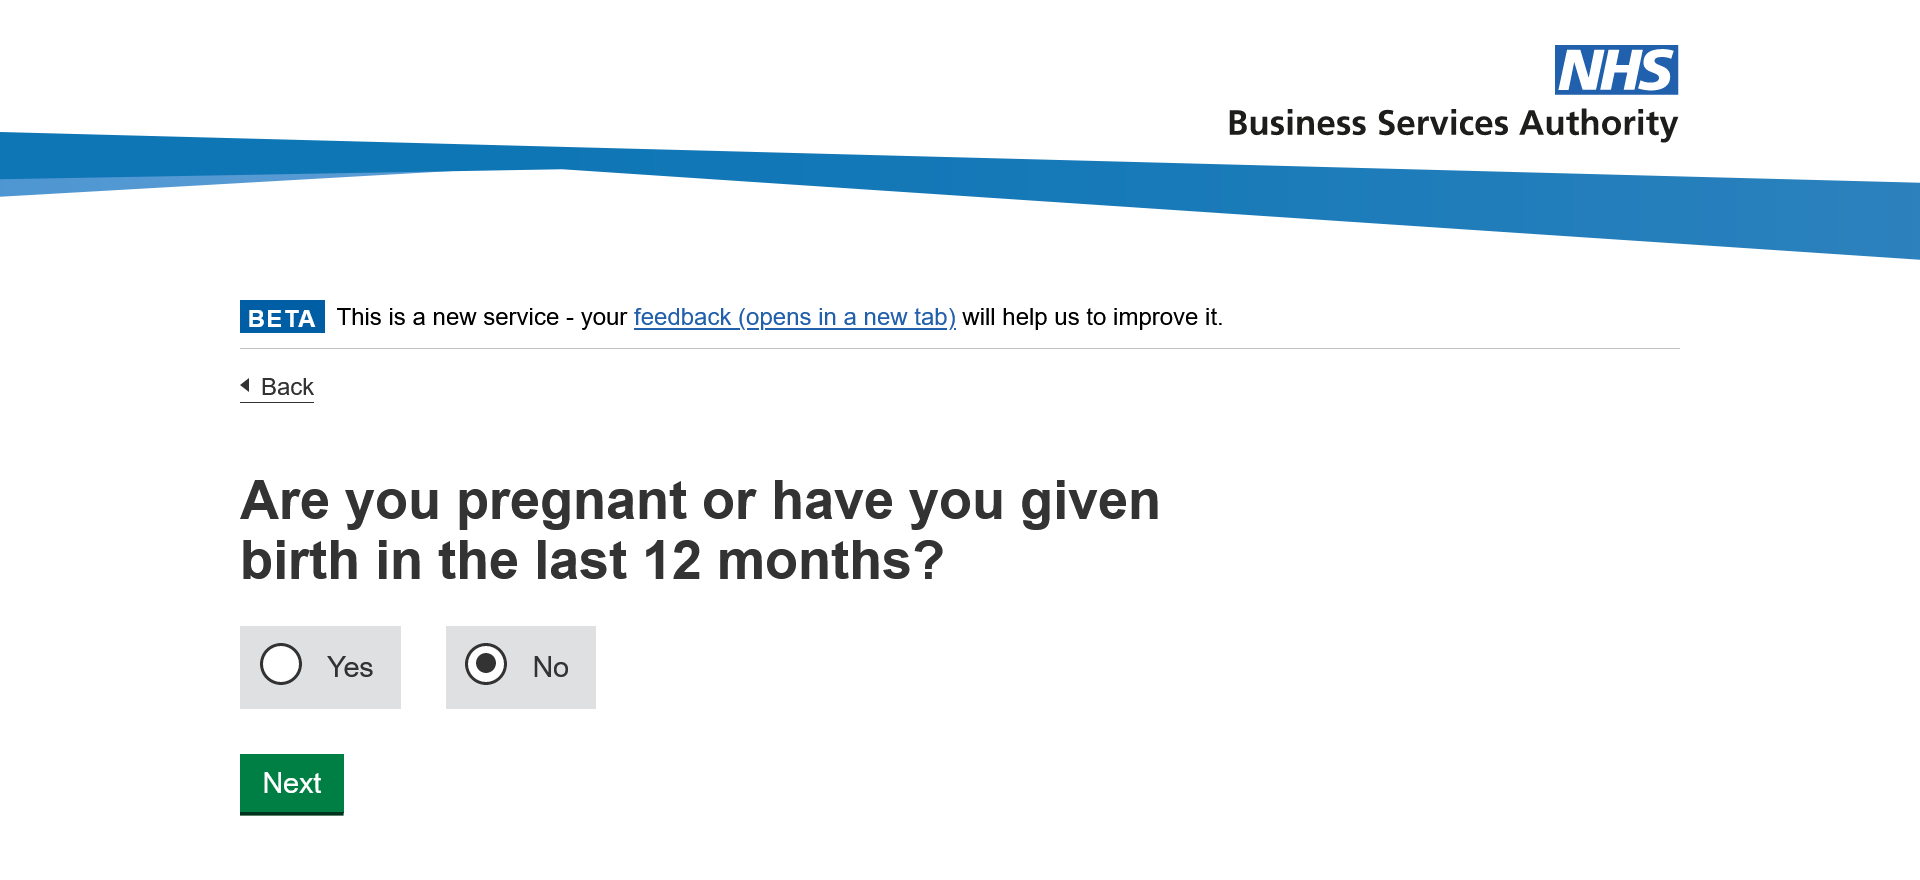 NHS
Business Services Authority
BETA This is a new service - your feedback (opens in a new tab) will help us to improve it.
Back
Are you pregnant or have you given
birth in the last 12 months?
Yes No
Next